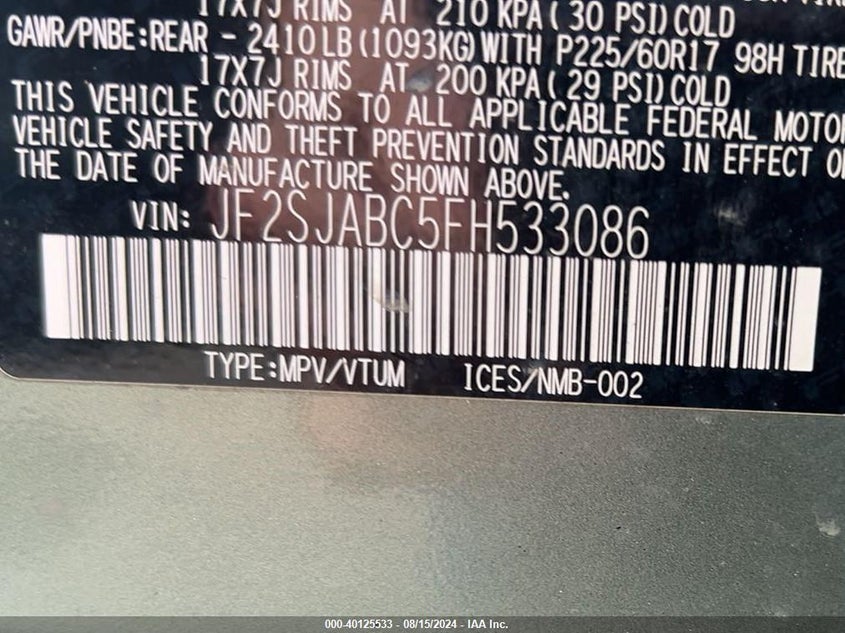 17X7J RIMS AT 210 KPA ( 30 PSI) COLD
GAWR/PNBE:REAR - 2410 LB (1093KG) WITH P225/60R17 98H TIRE
17X7J RIMS AT 200 KPA ( 29 PSI) COLD
THIS VEHICLE CONFORMS TO ALL APPLICABLE FEDERAL MOTOR
VEHICLE SAFETY AND THEFT PREVENTION STANDARDS IN EFFECT O
THE DATE OF MANUFACTURE SHOWN ABOVE.
VIN: JF2SJABC5FH533086
TYPE:MPV/VTUM ICES/NMB-002
000-40125533 - 08/15/2024 - IAA Inc.